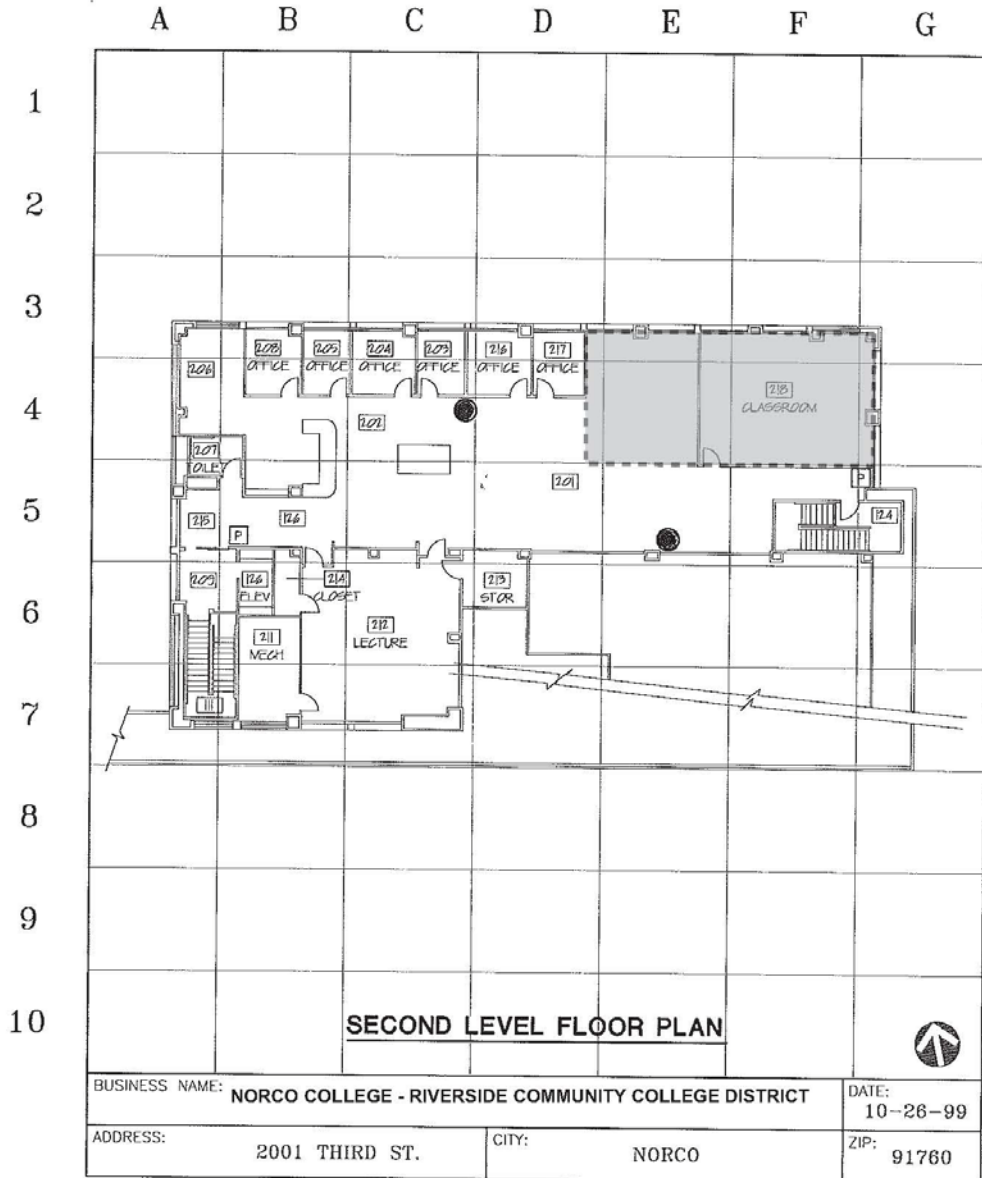 A B C D E F G
1
2
3
208 205 204 203 216 217
OFFICE OFFICE OFFICE OFFICE OFFICE OFFICE
206
218
CLASSROOM
4
202
207
201
5
215 126 P
124
209 126 214 213
ELEV CLOSET STOR
6
211 212
MECH LECTURE
7
111
8
9
10
SECOND LEVEL FLOOR PLAN
BUSINESS NAME: NORCO COLLEGE - RIVERSIDE COMMUNITY COLLEGE DISTRICT
DATE: 10-26-99
ADDRESS: 2001 THIRD ST.
CITY: NORCO
ZIP: 91760